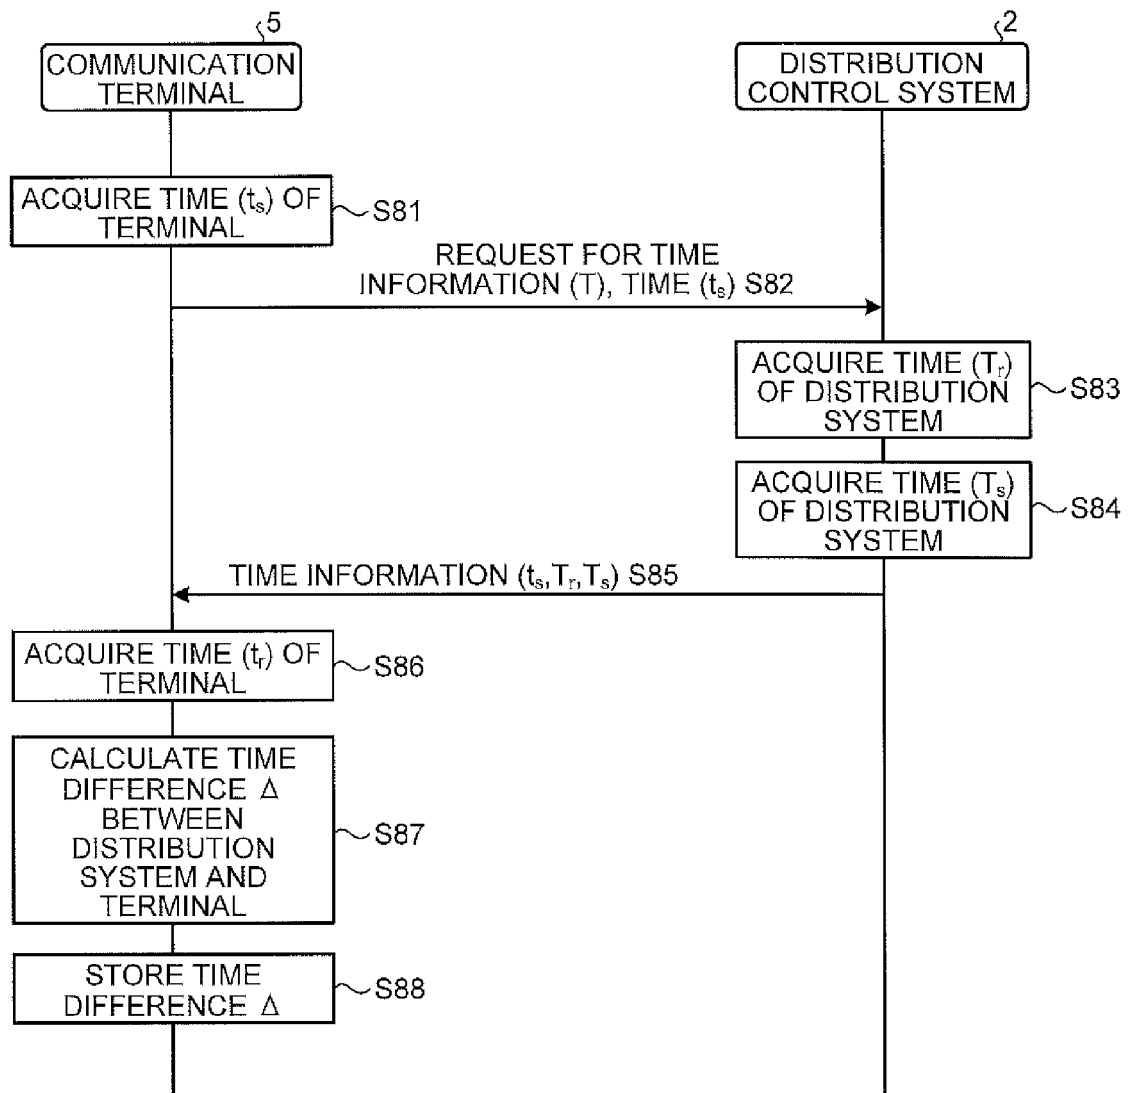 5
COMMUNICATION
TERMINAL
2
DISTRIBUTION
CONTROL SYSTEM
ACQUIRE TIME (ts) OF
TERMINAL
S81
REQUEST FOR TIME
INFORMATION (T), TIME (ts) S82
ACQUIRE TIME (Tr)
OF DISTRIBUTION
SYSTEM
S83
ACQUIRE TIME (Ts)
OF DISTRIBUTION
SYSTEM
S84
TIME INFORMATION (ts,Tr,Ts) S85
ACQUIRE TIME (tr) OF
TERMINAL
S86
CALCULATE TIME
DIFFERENCE Δ
BETWEEN
DISTRIBUTION
SYSTEM AND
TERMINAL
S87
STORE TIME
DIFFERENCE Δ
S88